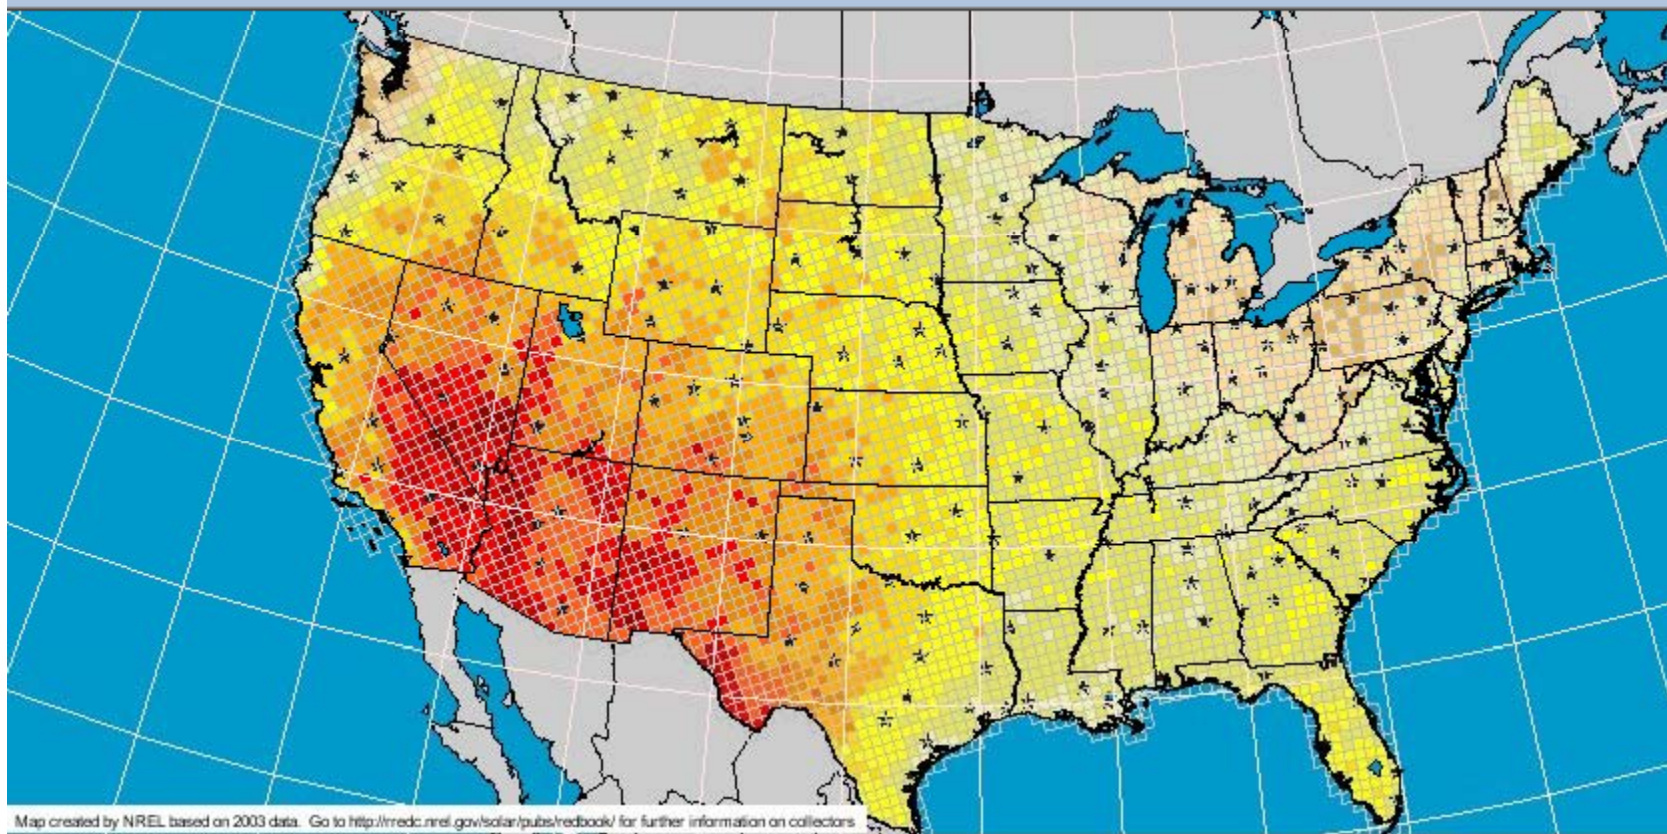 Map created by NREL based on 2003 data. Go to http://rredc.nrel.gov/solar/pubs/redbook/ for further information on collectors